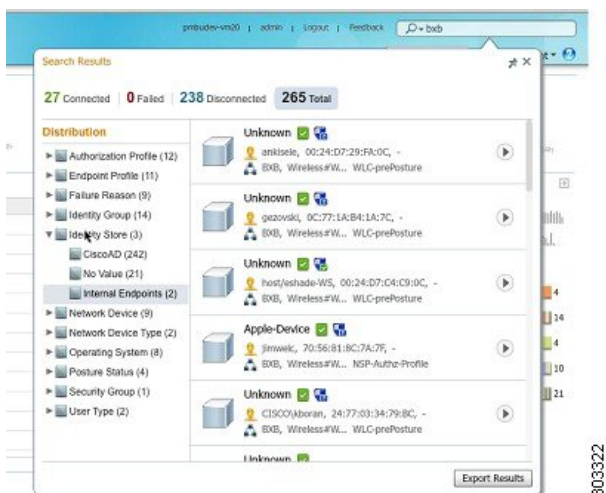 pmbudev-vm20 | admin | Logout | Feedback
bxb
Search Results
27 Connected | 0 Failed | 238 Disconnected 265 Total
Distribution
Authorization Profile (12)
Endpoint Profile (11)
Failure Reason (9)
Identity Group (14)
Identity Store (3)
CiscoAD (242)
No Value (21)
Internal Endpoints (2)
Network Device (9)
Network Device Type (2)
Operating System (8)
Posture Status (4)
Security Group (1)
User Type (2)
Unknown
ankisele, 00:24:D7:29:FA:0C, -
BXB, Wireless#W... WLC-prePosture
Unknown
gezovski, 0C:77:1A:B4:1A:7C, -
BXB, Wireless#W... WLC-prePosture
Unknown
host/eshade-WS, 00:24:D7:C4:C9:0C, -
BXB, Wireless#W... WLC-prePosture
Apple-Device
jimweic, 70:56:81:8C:7A:7F, -
BXB, Wireless#W... NSP-Authz-Profile
Unknown
CISCO\kboran, 24:77:03:34:79:BC, -
BXB, Wireless#W... WLC-prePosture
Unknown
Export Results
4
14
4
10
21
303322